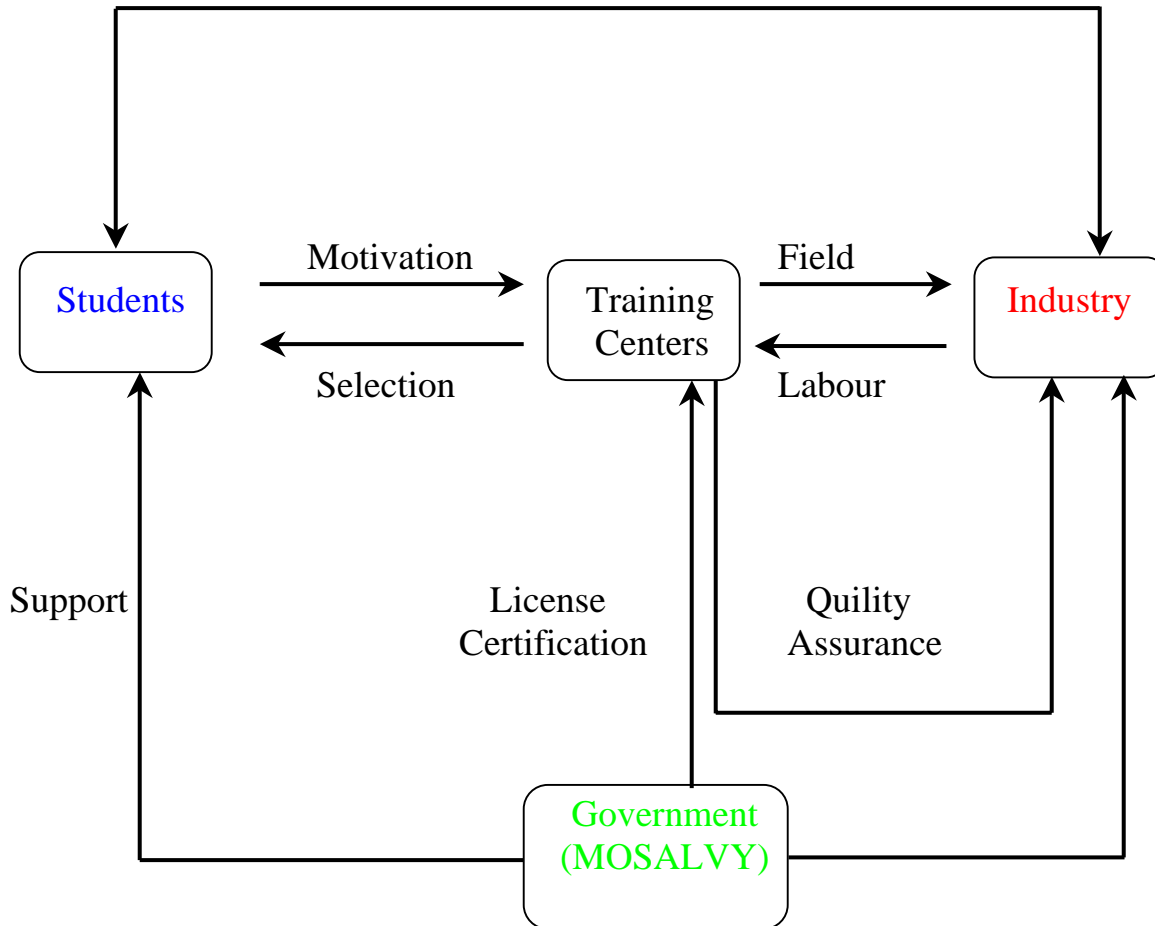 Motivation
Field
Students
Training
Centers
Industry
Selection
Labour
Support
License
Certification
Quility
Assurance
Government
(MOSALVY)